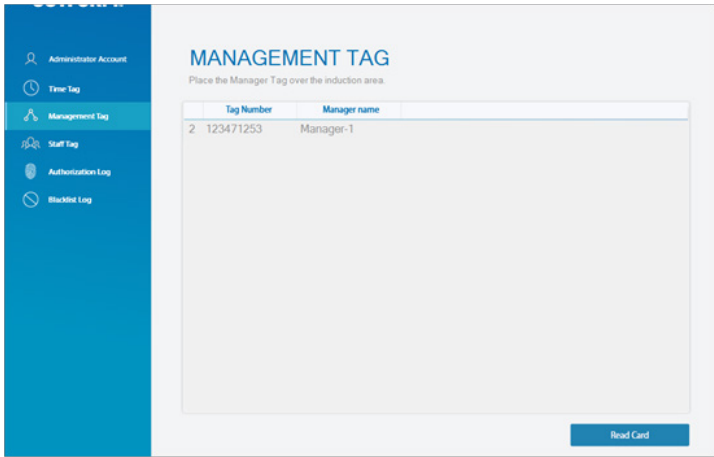 Administrator Account
Time Tag
Management Tag
Staff Tag
Authorization Log
Blacklist Log
MANAGEMENT TAG
Place the Manager Tag over the induction area.
Tag Number Manager name
2 123471253 Manager-1
Read Card